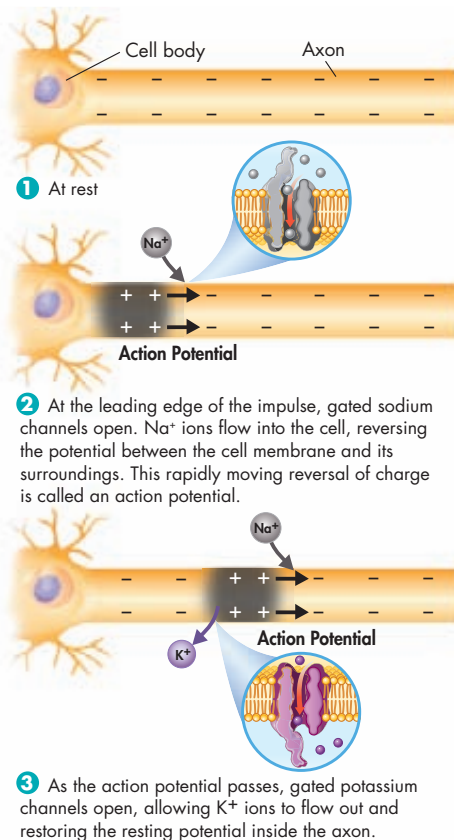 Cell body
Axon
– – – – – – –
– – – – – – –
1 At rest
Na⁺
+ + – – – – –
+ + – – – – –
Action Potential
2 At the leading edge of the impulse, gated sodium
channels open. Na⁺ ions flow into the cell, reversing
the potential between the cell membrane and its
surroundings. This rapidly moving reversal of charge
is called an action potential.
Na⁺
– – + + – – –
– – + + – – –
Action Potential
K⁺
3 As the action potential passes, gated potassium
channels open, allowing K⁺ ions to flow out and
restoring the resting potential inside the axon.